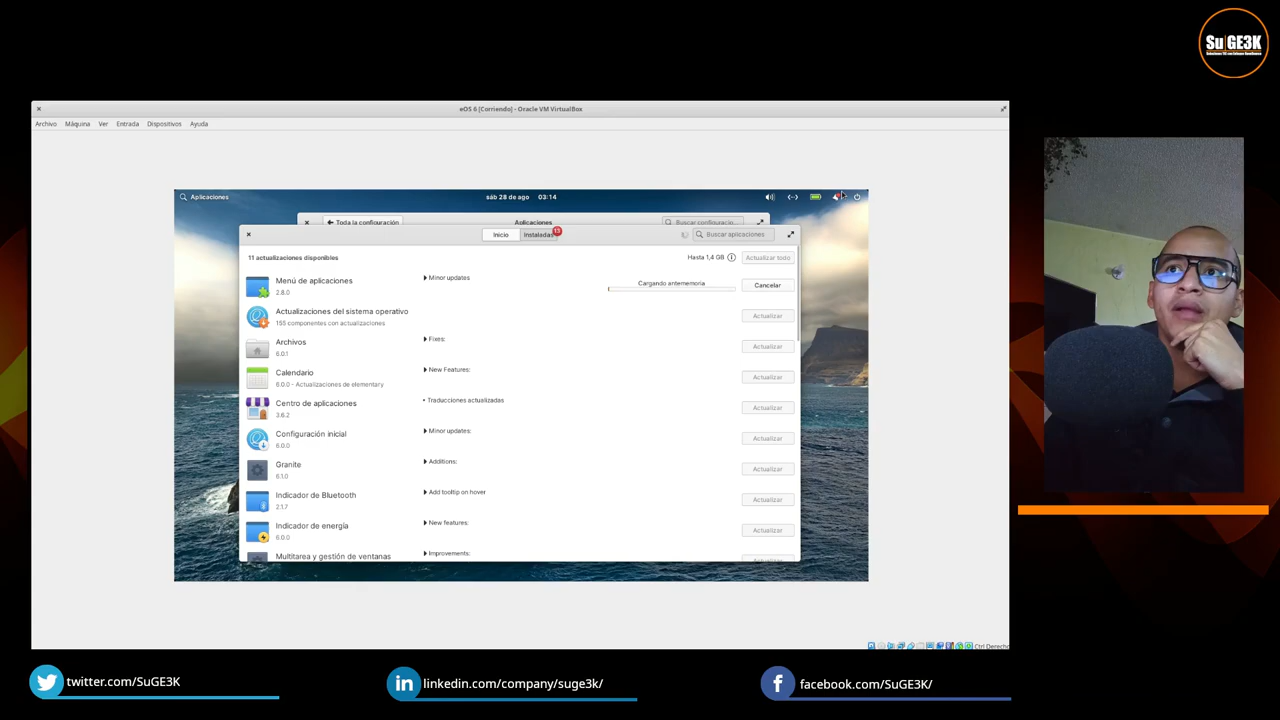 SuGE3K
eOS 6 [Corriendo] - Oracle VM VirtualBox
Archivo Máquina Ver Entrada Dispositivos Ayuda
Aplicaciones sáb 28 de ago 03:14
Toda la configuración Aplicaciones Buscar configuració...
Inicio Instaladas 13 Buscar aplicaciones
11 actualizaciones disponibles Hasta 1,4 GB Actualizar todo
Menú de aplicaciones
2.8.0
Minor updates
Cargando antememoria
Cancelar
Actualizaciones del sistema operativo
155 componentes con actualizaciones
Actualizar
Archivos
6.0.1
Fixes:
Actualizar
Calendario
6.0.0 - Actualizaciones de elementary
New Features:
Actualizar
Centro de aplicaciones
3.6.2
• Traducciones actualizadas
Actualizar
Configuración inicial
6.0.0
Minor updates:
Actualizar
Granite
6.1.0
Additions:
Actualizar
Indicador de Bluetooth
2.1.7
Add tooltip on hover
Actualizar
Indicador de energía
6.0.0
New features:
Actualizar
Multitarea y gestión de ventanas
Improvements:
Actualizar
Ctrl Derecho
twitter.com/SuGE3K
linkedin.com/company/suge3k/
facebook.com/SuGE3K/